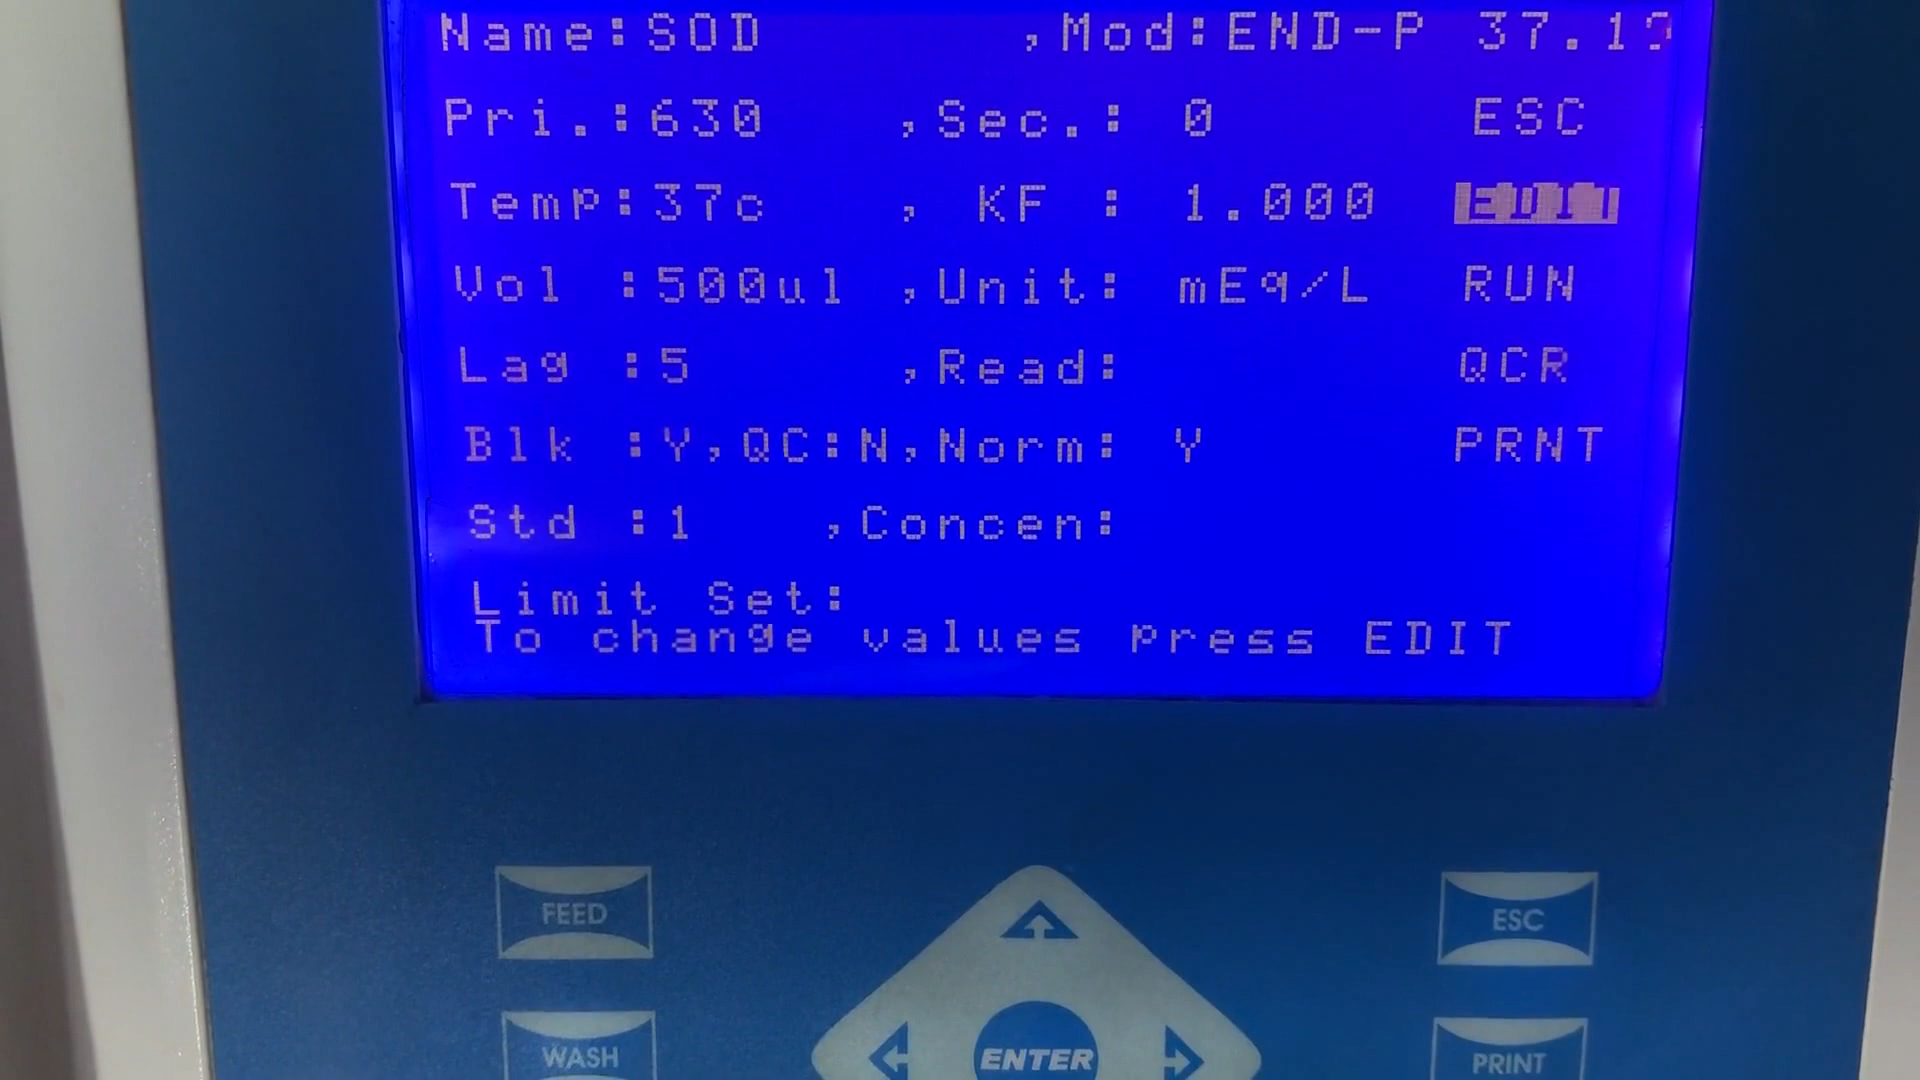 Name:SOD ,Mod:END-P
Pri.:630 ,Sec.: 0 ESC
Temp:37c , KF : 1.000 EDIT
Vol :500ul ,Unit: mEq/L RUN
Lag :5 ,Read: QCR
Blk :Y,QC:N,Norm: Y PRNT
Std :1 ,Concen:
Limit Set:
To change values press EDIT
FEED ESC
WASH ENTER PRINT